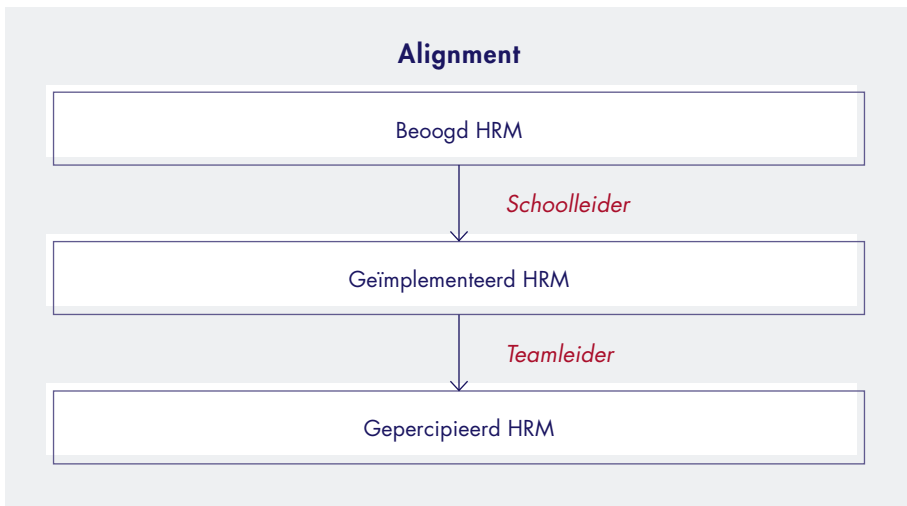 Alignment
Beoogd HRM
Schoolleider
Geïmplementeerd HRM
Teamleider
Gepercipieerd HRM